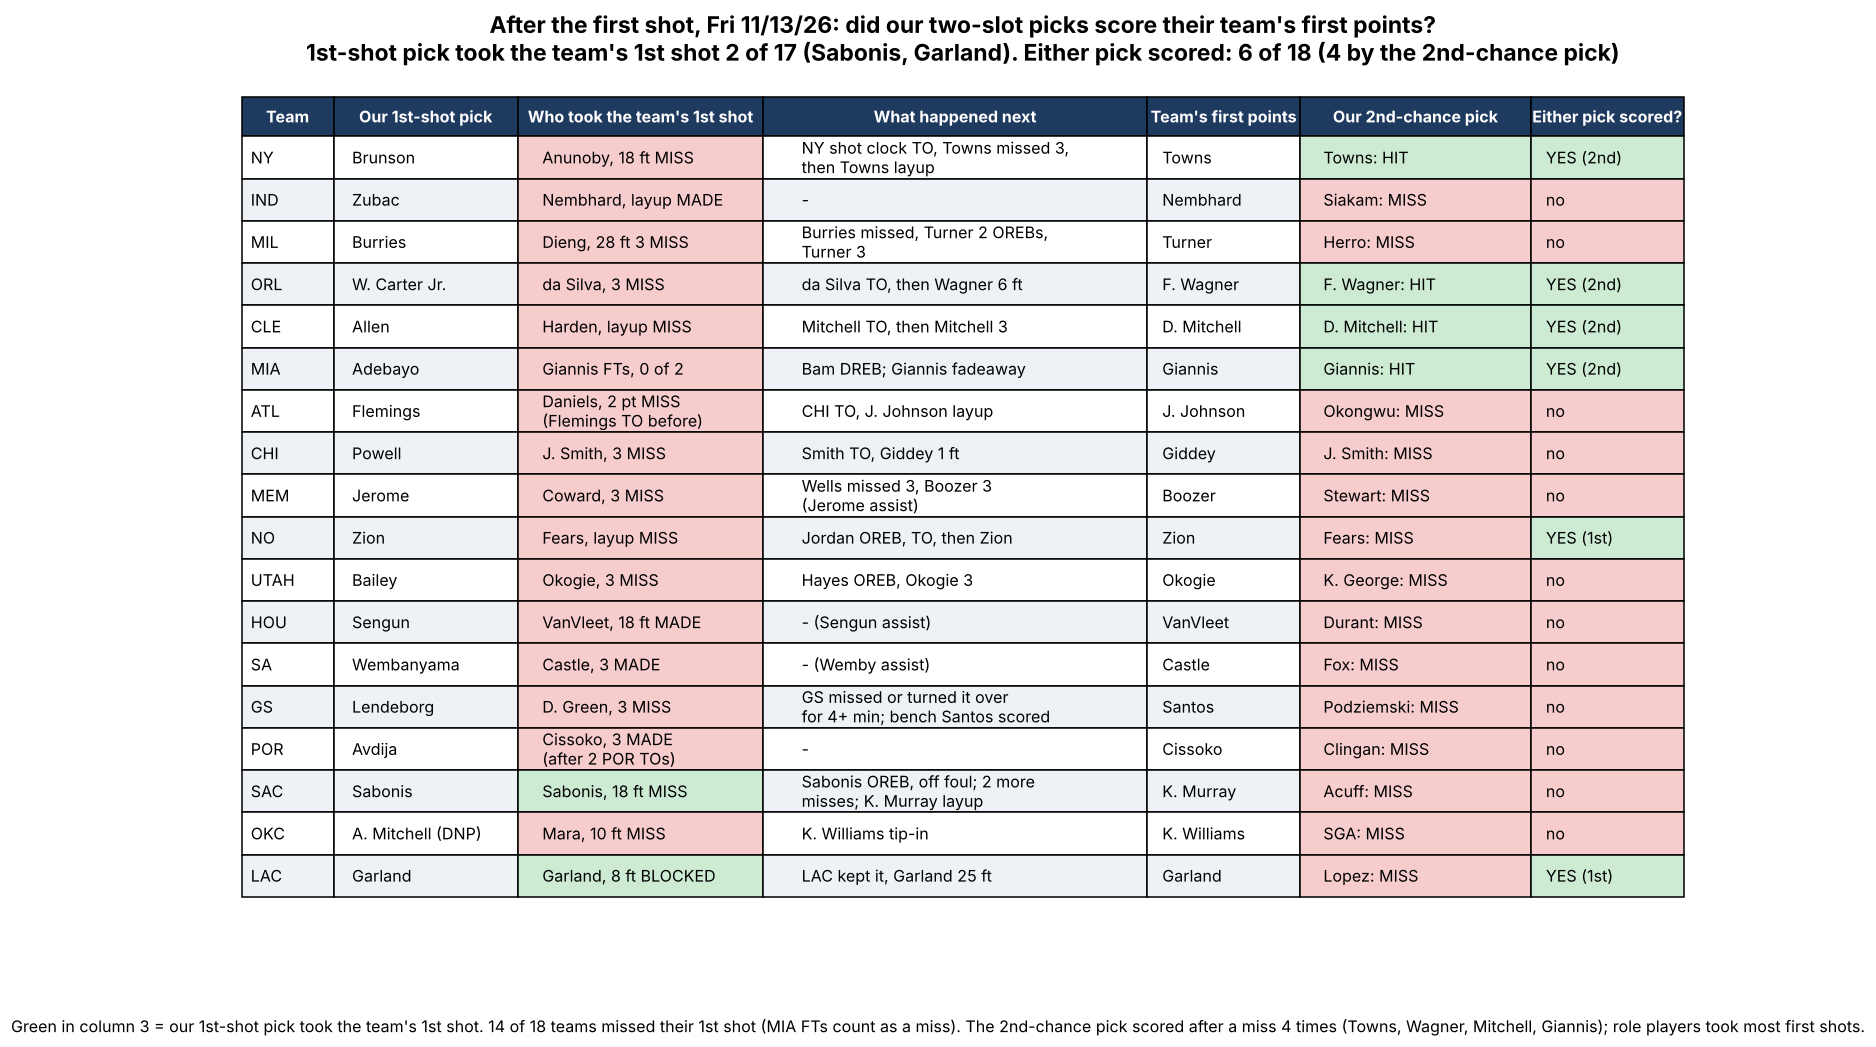 After the first shot, Fri 11/13/26: did our two-slot picks score their team's first points?
1st-shot pick took the team's 1st shot 2 of 17 (Sabonis, Garland). Either pick scored: 6 of 18 (4 by the 2nd-chance pick)
Team Our 1st-shot pick Who took the team's 1st shot What happened next Team's first points Our 2nd-chance pick Either pick scored?
NY Brunson Anunoby, 18 ft MISS NY shot clock TO, Towns missed 3,
then Towns layup Towns Towns: HIT YES (2nd)
IND Zubac Nembhard, layup MADE - Nembhard Siakam: MISS no
MIL Burries Dieng, 28 ft 3 MISS Burries missed, Turner 2 OREBs,
Turner 3 Turner Herro: MISS no
ORL W. Carter Jr. da Silva, 3 MISS da Silva TO, then Wagner 6 ft F. Wagner F. Wagner: HIT YES (2nd)
CLE Allen Harden, layup MISS Mitchell TO, then Mitchell 3 D. Mitchell D. Mitchell: HIT YES (2nd)
MIA Adebayo Giannis FTs, 0 of 2 Bam DREB; Giannis fadeaway Giannis Giannis: HIT YES (2nd)
ATL Flemings Daniels, 2 pt MISS
(Flemings TO before) CHI TO, J. Johnson layup J. Johnson Okongwu: MISS no
CHI Powell J. Smith, 3 MISS Smith TO, Giddey 1 ft Giddey J. Smith: MISS no
MEM Jerome Coward, 3 MISS Wells missed 3, Boozer 3
(Jerome assist) Boozer Stewart: MISS no
NO Zion Fears, layup MISS Jordan OREB, TO, then Zion Zion Fears: MISS YES (1st)
UTAH Bailey Okogie, 3 MISS Hayes OREB, Okogie 3 Okogie K. George: MISS no
HOU Sengun VanVleet, 18 ft MADE - (Sengun assist) VanVleet Durant: MISS no
SA Wembanyama Castle, 3 MADE - (Wemby assist) Castle Fox: MISS no
GS Lendeborg D. Green, 3 MISS GS missed or turned it over
for 4+ min; bench Santos scored Santos Podziemski: MISS no
POR Avdija Cissoko, 3 MADE
(after 2 POR TOs) - Cissoko Clingan: MISS no
SAC Sabonis Sabonis, 18 ft MISS Sabonis OREB, off foul; 2 more
misses; K. Murray layup K. Murray Acuff: MISS no
OKC A. Mitchell (DNP) Mara, 10 ft MISS K. Williams tip-in K. Williams SGA: MISS no
LAC Garland Garland, 8 ft BLOCKED LAC kept it, Garland 25 ft Garland Lopez: MISS YES (1st)
Green in column 3 = our 1st-shot pick took the team's 1st shot. 14 of 18 teams missed their 1st shot (MIA FTs count as a miss). The 2nd-chance pick scored after a miss 4 times (Towns, Wagner, Mitchell, Giannis); role players took most first shots.